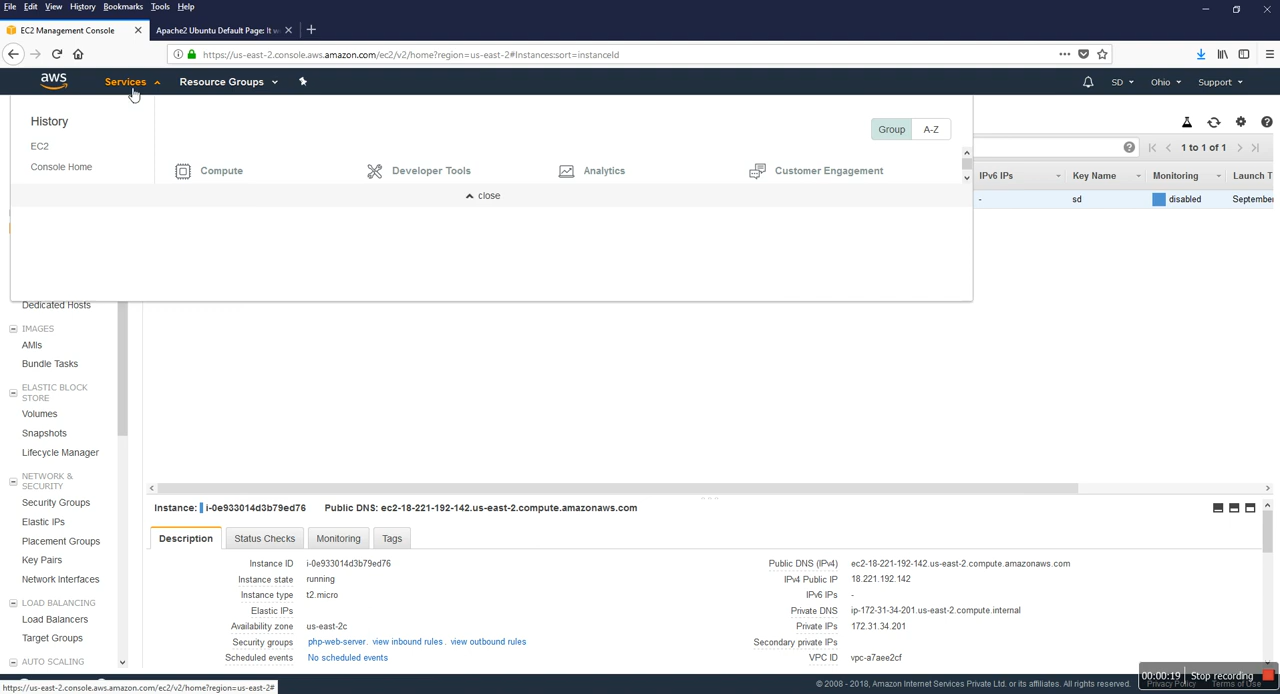 File Edit View History Bookmarks Tools Help
EC2 Management Console Apache2 Ubuntu Default Page: It w
https://us-east-2.console.aws.amazon.com/ec2/v2/home?region=us-east-2#Instances:sort=instanceId
aws Services Resource Groups SD Ohio Support
History
Group A-Z
EC2
1 to 1 of 1
Console Home
Compute Developer Tools Analytics Customer Engagement
IPv6 IPs Key Name Monitoring Launch T
close
- sd disabled September
Dedicated Hosts
IMAGES
AMIs
Bundle Tasks
ELASTIC BLOCK
STORE
Volumes
Snapshots
Lifecycle Manager
NETWORK &
SECURITY
Security Groups
Elastic IPs
Placement Groups
Key Pairs
Network Interfaces
LOAD BALANCING
Load Balancers
Target Groups
AUTO SCALING
Instance: i-0e933014d3b79ed76 Public DNS: ec2-18-221-192-142.us-east-2.compute.amazonaws.com
Description Status Checks Monitoring Tags
Instance ID i-0e933014d3b79ed76 Public DNS (IPv4) ec2-18-221-192-142.us-east-2.compute.amazonaws.com
Instance state running IPv4 Public IP 18.221.192.142
Instance type t2.micro IPv6 IPs -
Elastic IPs Private DNS ip-172-31-34-201.us-east-2.compute.internal
Availability zone us-east-2c Private IPs 172.31.34.201
Security groups php-web-server. view inbound rules. view outbound rules Secondary private IPs
Scheduled events No scheduled events VPC ID vpc-a7aee2cf
00:00:19 Stop recording
https://us-east-2.console.aws.amazon.com/ec2/v2/home?region=us-east-2#
© 2008 - 2018, Amazon Internet Services Private Ltd. or its affiliates. All rights reserved. Privacy Policy Terms of Use